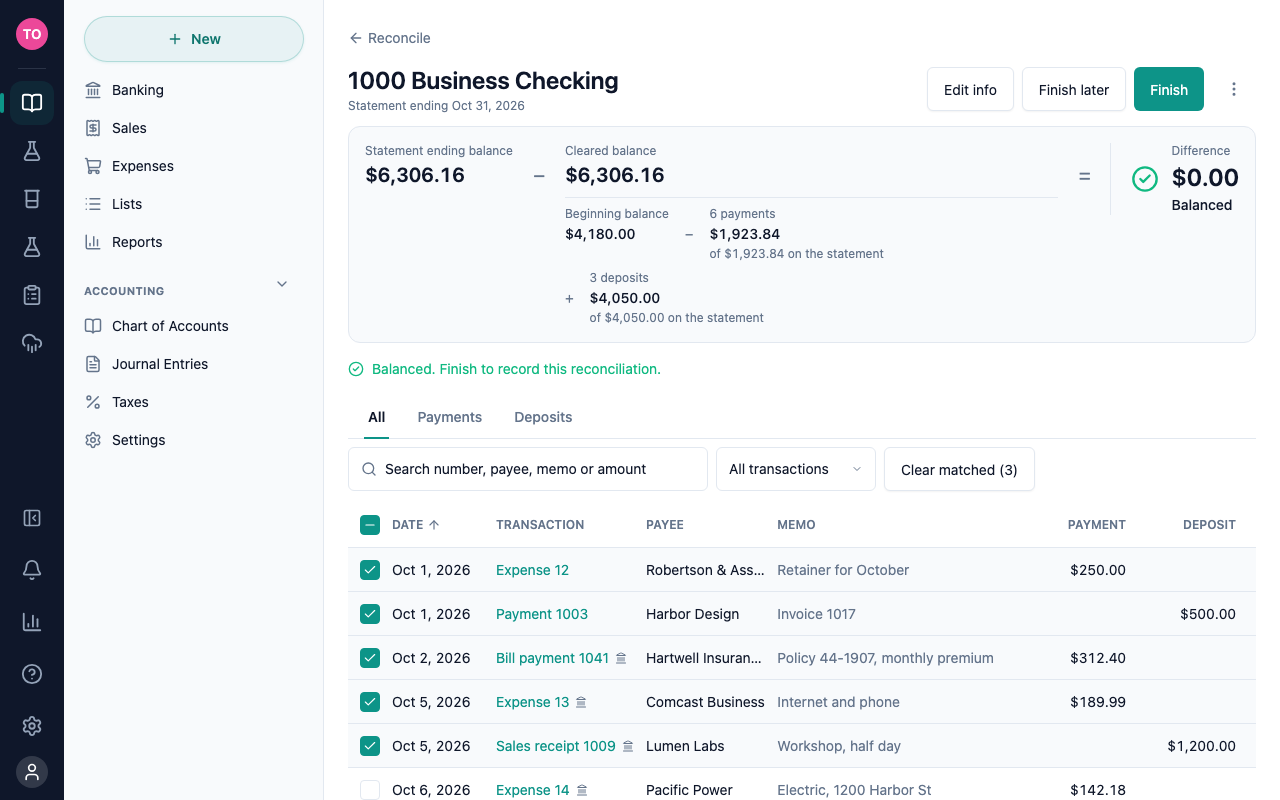 TO
New
Banking
Sales
Expenses
Lists
Reports
ACCOUNTING
Chart of Accounts
Journal Entries
Taxes
Settings
Reconcile
1000 Business Checking
Statement ending Oct 31, 2026
Edit info
Finish later
Finish
Statement ending balance
$6,306.16
–
Cleared balance
$6,306.16
Beginning balance
$4,180.00
–
6 payments
$1,923.84
of $1,923.84 on the statement
+
3 deposits
$4,050.00
of $4,050.00 on the statement
=
Difference
$0.00
Balanced
Balanced. Finish to record this reconciliation.
All Payments Deposits
Search number, payee, memo or amount
All transactions
Clear matched (3)
DATE TRANSACTION PAYEE MEMO PAYMENT DEPOSIT
Oct 1, 2026 Expense 12 Robertson & Ass... Retainer for October $250.00
Oct 1, 2026 Payment 1003 Harbor Design Invoice 1017 $500.00
Oct 2, 2026 Bill payment 1041 Hartwell Insuran... Policy 44-1907, monthly premium $312.40
Oct 5, 2026 Expense 13 Comcast Business Internet and phone $189.99
Oct 5, 2026 Sales receipt 1009 Lumen Labs Workshop, half day $1,200.00
Oct 6, 2026 Expense 14 Pacific Power Electric, 1200 Harbor St $142.18